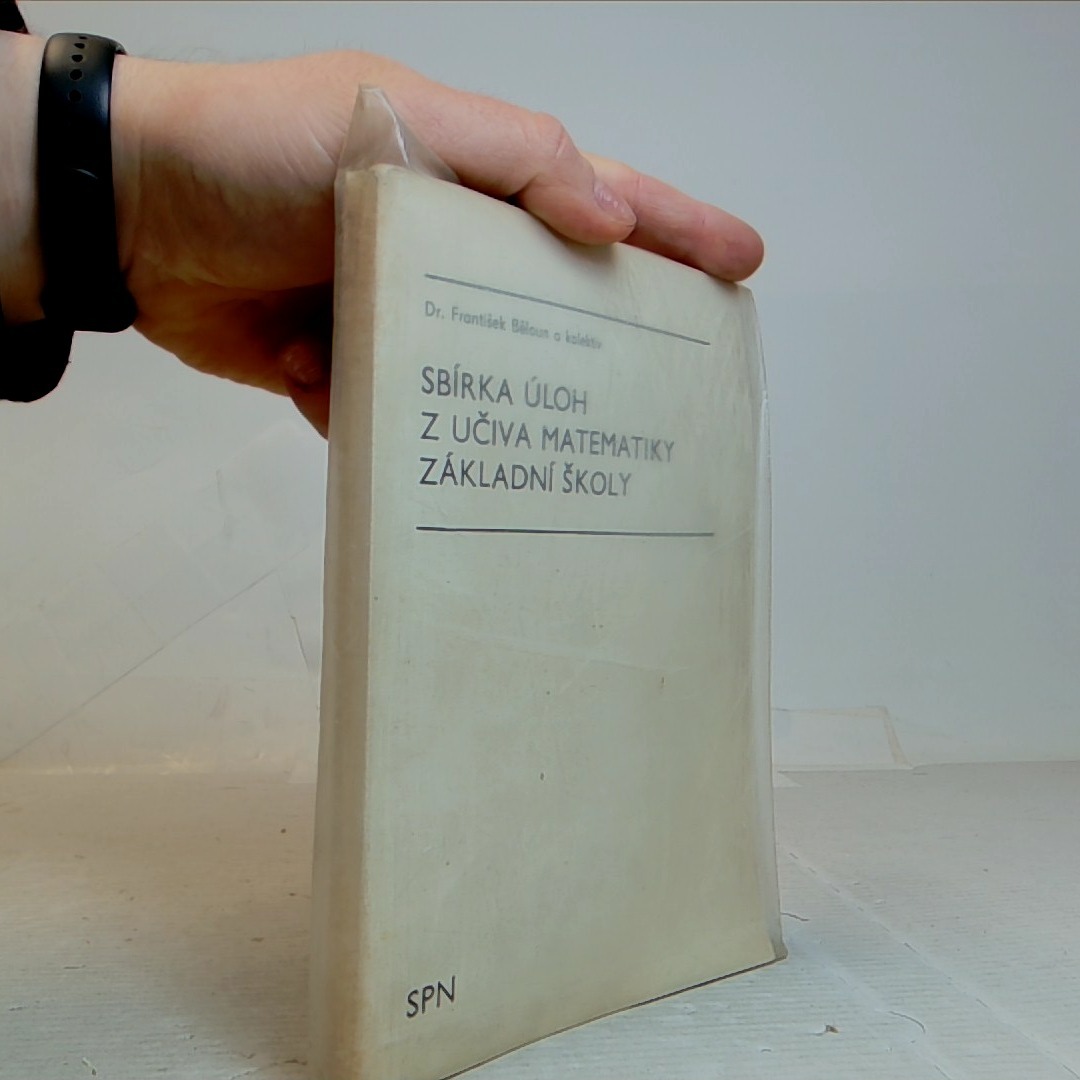 Dr. František Běloun a kolektiv
SBÍRKA ÚLOH
Z UČIVA MATEMATIKY
ZÁKLADNÍ ŠKOLY
SPN